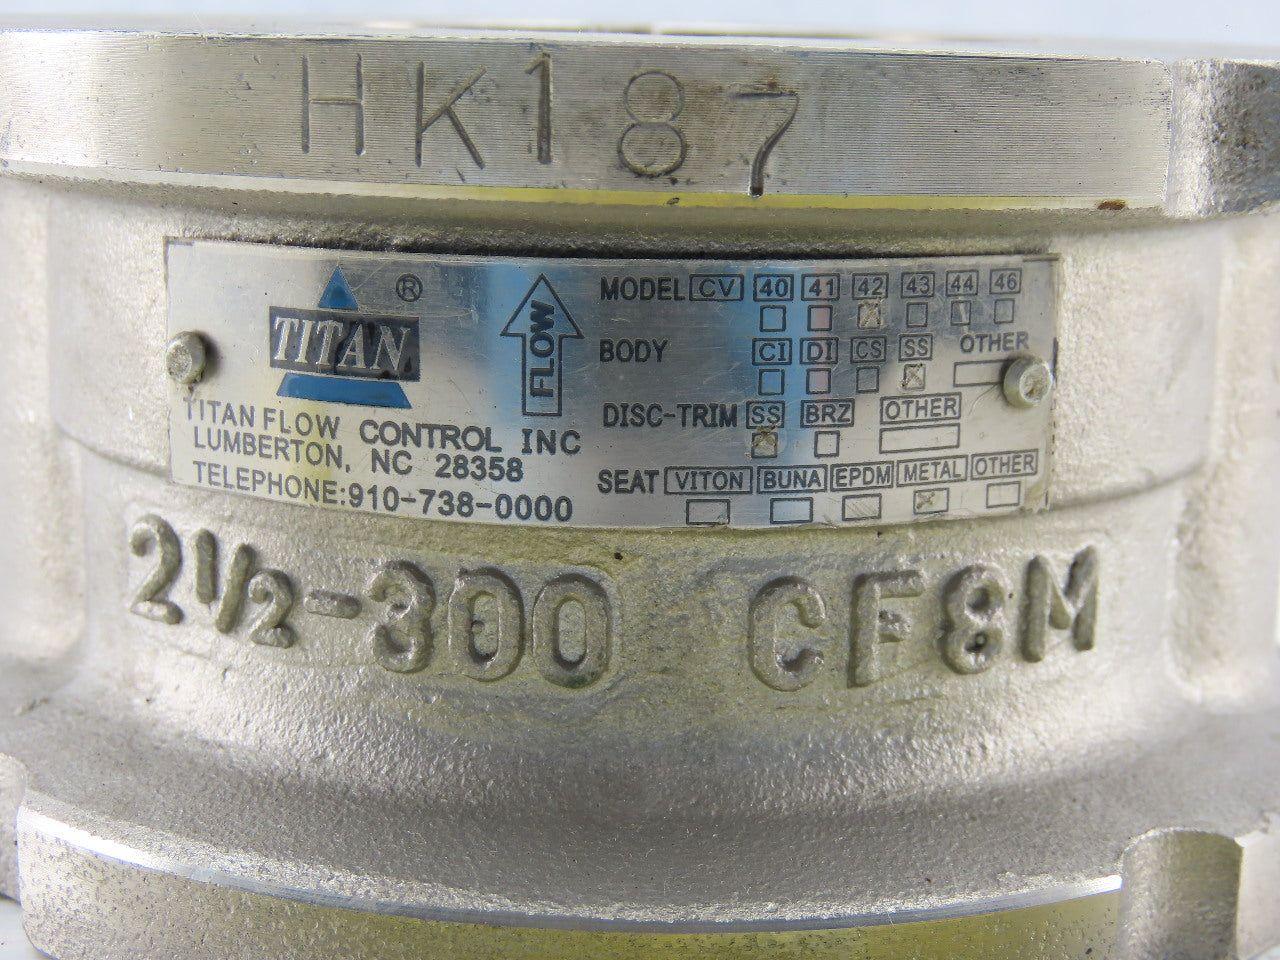 HK187
TITAN ®
FLOW
TITAN FLOW CONTROL INC
LUMBERTON, NC 28358
TELEPHONE:910-738-0000
MODEL CV 40 41 42 43 44 46
BODY CI DI CS SS OTHER
DISC-TRIM SS BRZ OTHER
SEAT VITON BUNA EPDM METAL OTHER
2 1/2-300 CF8M